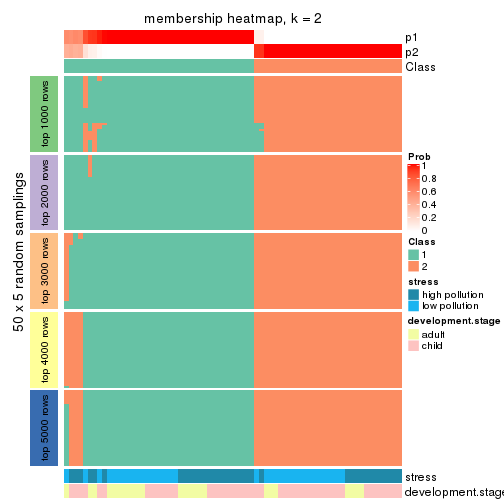 membership heatmap, k = 2
p1
p2
Class
50 x 5 random samplings
top 1000 rows
top 2000 rows
top 3000 rows
top 4000 rows
top 5000 rows
Prob
1
0.8
0.6
0.4
0.2
0
Class
1
2
stress
high pollution
low pollution
development.stage
adult
child
stress
development.stage